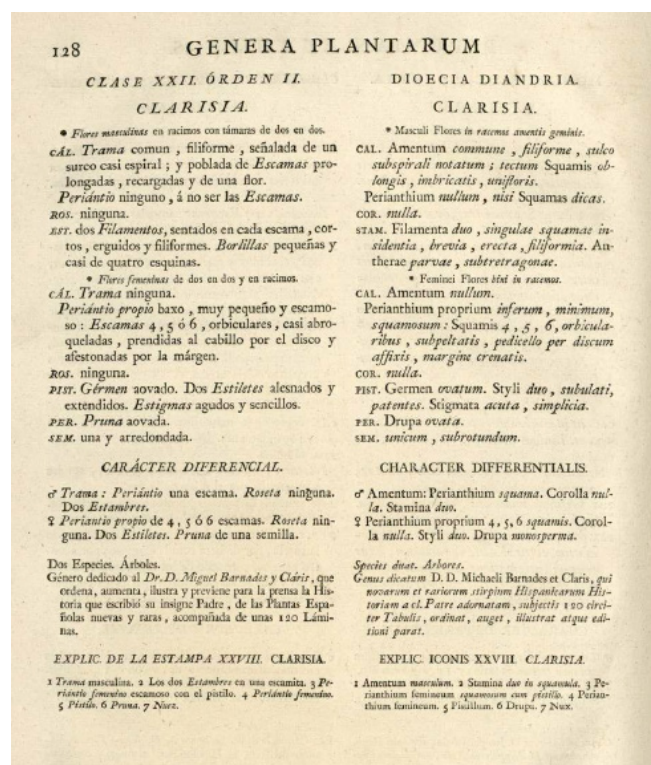 128 GENERA PLANTARUM
CLASE XXII. ÓRDEN II.
CLARISIA.
* Flores masculinas en racimos con támaras de dos en dos.
CÁL. Trama comun , filiforme , señalada de un
surco casi espiral ; y poblada de Escamas pro-
longadas , recargadas y de una flor.
Periántio ninguno , á no ser las Escamas.
ROS. ninguna.
EST. dos Filamentos, sentados en cada escama , cor-
tos , erguidos y filiformes. Borlillas pequeñas y
casi de quatro esquinas.
* Flores femeninas de dos en dos y en racimos.
CÁL. Trama ninguna.
Periántio propio baxo , muy pequeño y escamo-
so : Escamas 4 , 5 ó 6 , orbiculares , casi abro-
queladas , prendidas al cabillo por el disco y
afestonadas por la márgen.
ROS. ninguna.
PIST. Gérmen aovado. Dos Estiletes alesnados y
extendidos. Estigmas agudos y sencillos.
PER. Pruna aovada.
SEM. una y arredondada.
CARÁCTER DIFERENCIAL.
♂ Trama : Periántio una escama. Roseta ninguna.
Dos Estambres.
♀ Periantio propio de 4 , 5 ó 6 escamas. Roseta nin-
guna. Dos Estiletes. Pruna de una semilla.
Dos Especies. Árboles.
Género dedicado al Dr. D. Miguel Barnades y Cláris, que
ordena, aumenta, ilustra y previene para la prensa la His-
toria que escribió su insigne Padre , de las Plantas Espa-
ñolas nuevas y raras, acompañada de unas 120 Lámi-
nas.
EXPLIC. DE LA ESTAMPA XXVIII. CLARISIA.
1 Trama masculina. 2 Los dos Estambres en una escamita. 3 Pe-
riántio femenino escamoso con el pistilo. 4 Periántio femenino.
5 Pistilo. 6 Pruna. 7 Nuez.
DIOECIA DIANDRIA.
CLARISIA.
* Masculi Flores in racemos amentis geminis.
CAL. Amentum commune , filiforme , sulco
subspirali notatum ; tectum Squamis ob-
longis , imbricatis , unifloris.
Perianthium nullum , nisi Squamas dicas.
COR. nulla.
STAM. Filamenta duo , singulae squamae in-
sidentia , brevia , erecta , filiformia. An-
therae parvae , subtretragonae.
* Feminei Flores bini in racemos.
CAL. Amentum nullum.
Perianthium proprium inferum , minimum,
squamosum : Squamis 4 , 5 , 6, orbicula-
ribus , subpeltatis , pedicello per discum
affixis , margine crenatis.
COR. nulla.
PIST. Germen ovatum. Styli duo , subulati,
patentes. Stigmata acuta , simplicia.
PER. Drupa ovata.
SEM. unicum , subrotundum.
CHARACTER DIFFERENTIALIS.
♂ Amentum: Perianthium squama. Corolla nul-
la. Stamina duo.
♀ Perianthium proprium 4, 5, 6 squamis. Corol-
la nulla. Styli duo. Drupa monosperma.
Species duae. Arbores.
Genus dicatum D. D. Michaeli Barnades et Claris, qui
novarum et rariorum stirpium Hispanicarum His-
toriam a cl. Patre adornatam , subjectis 120 circi-
ter Tabulis, ordinat, auget , illustrat atque edi-
tioni parat.
EXPLIC. ICONIS XXVIII. CLARISIA.
1 Amentum masculum. 2 Stamina duo in squamula. 3 Pe-
rianthium femineum squamosum cum pistillo. 4 Perian-
thium femineum. 5 Pistillum. 6 Drupa. 7 Nux.